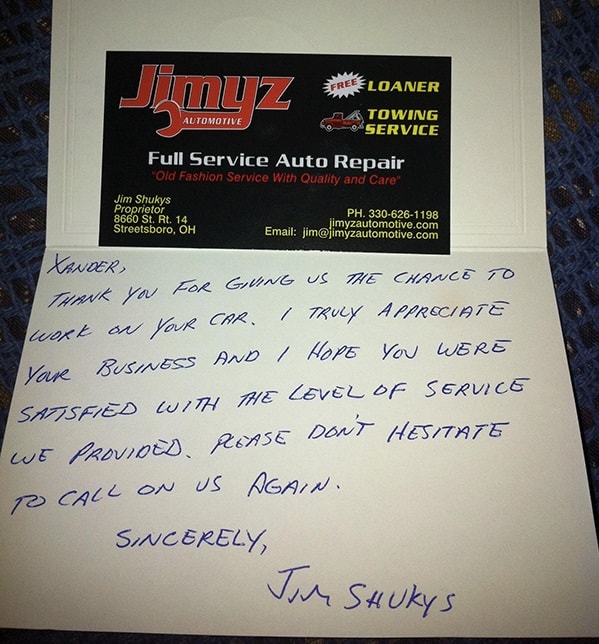 Jimyz
AUTOMOTIVE
FREE LOANER
TOWING
SERVICE
Full Service Auto Repair
"Old Fashion Service With Quality and Care"
Jim Shukys
Proprietor
8660 St. Rt. 14
Streetsboro, OH
PH. 330-626-1198
jimyzautomotive.com
Email: jim@jimyzautomotive.com
XANDER,
THANK YOU FOR GIVING US THE CHANCE TO
WORK ON YOUR CAR. I TRULY APPRECIATE
YOUR BUSINESS AND I HOPE YOU WERE
SATISFIED WITH THE LEVEL OF SERVICE
WE PROVIDED. PLEASE DON'T HESITATE
TO CALL ON US AGAIN.
SINCERELY,
JIM SHUKYS